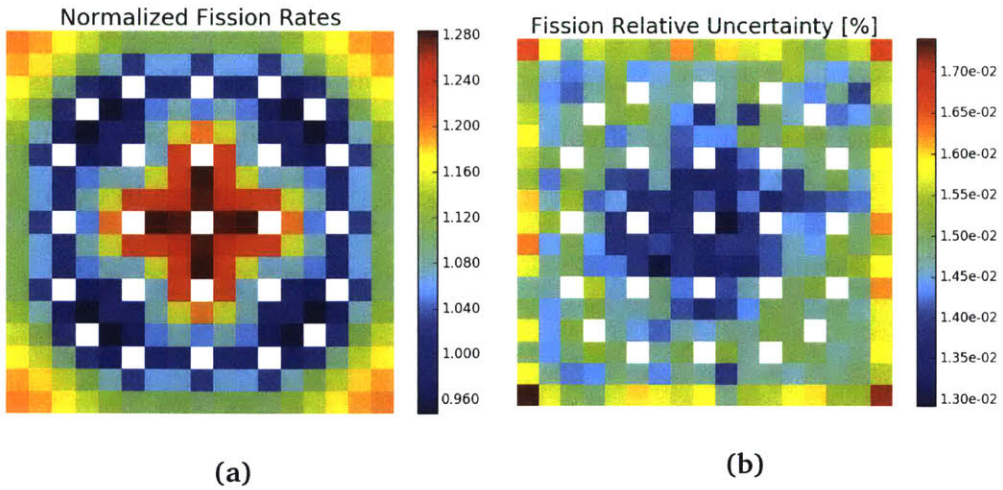 Normalized Fission Rates
1.280
1.240
1.200
1.160
1.120
1.080
1.040
1.000
0.960
(a)
Fission Relative Uncertainty [%]
1.70e-02
1.65e-02
1.60e-02
1.55e-02
1.50e-02
1.45e-02
1.40e-02
1.35e-02
1.30e-02
(b)